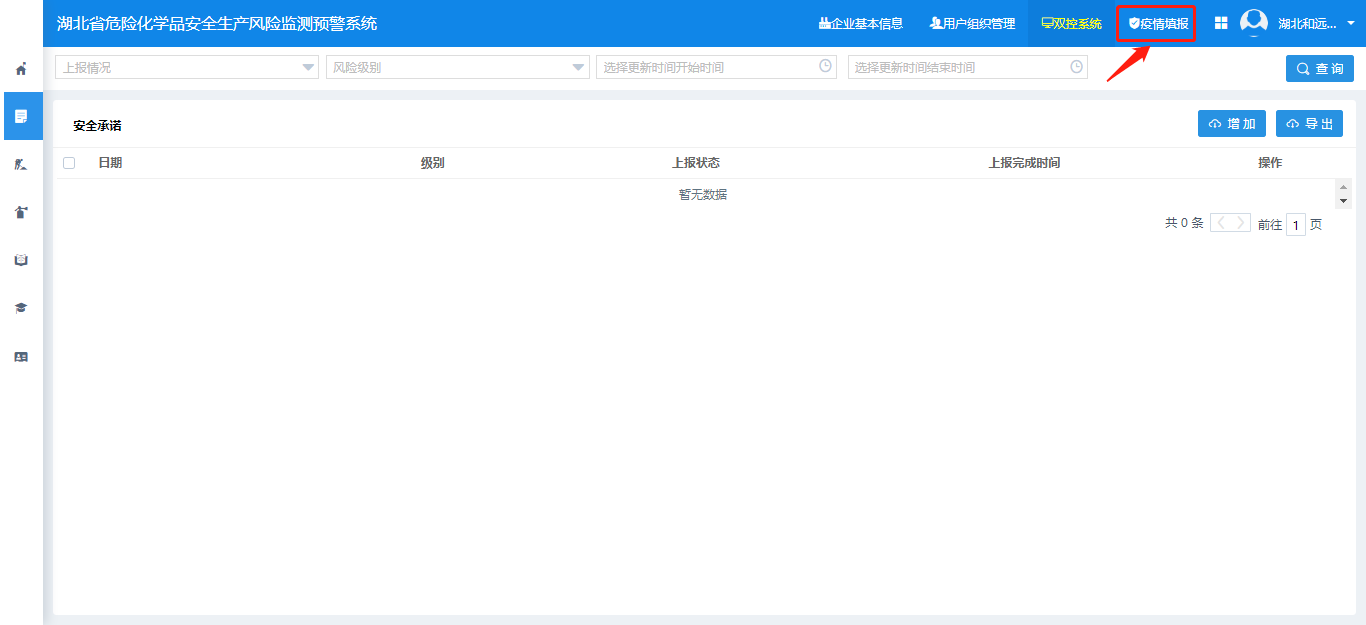 湖北省危险化学品安全生产风险监测预警系统 企业基本信息 用户组织管理 双控系统 疫情填报 湖北和远...
上报情况 风险级别 选择更新时间开始时间 选择更新时间结束时间 查 询
安全承诺 增 加 导 出
日期 级别 上报状态 上报完成时间 操作
暂无数据
共 0 条 前往 1 页